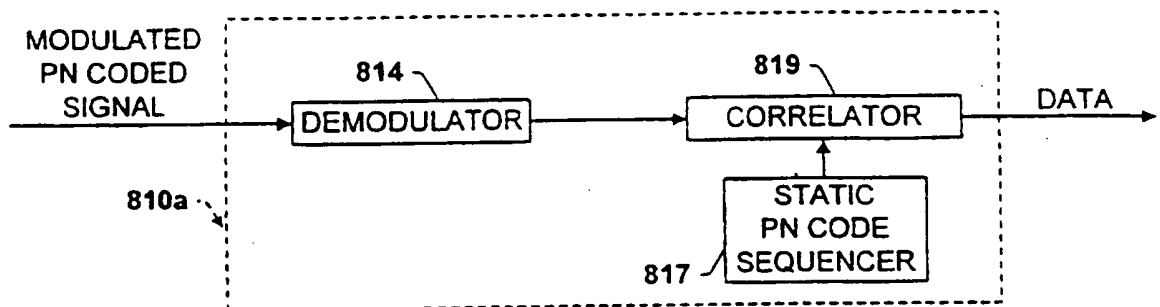 MODULATED
PN CODED
SIGNAL
814
DEMODULATOR
819
CORRELATOR
DATA
810a
STATIC
PN CODE
SEQUENCER
817